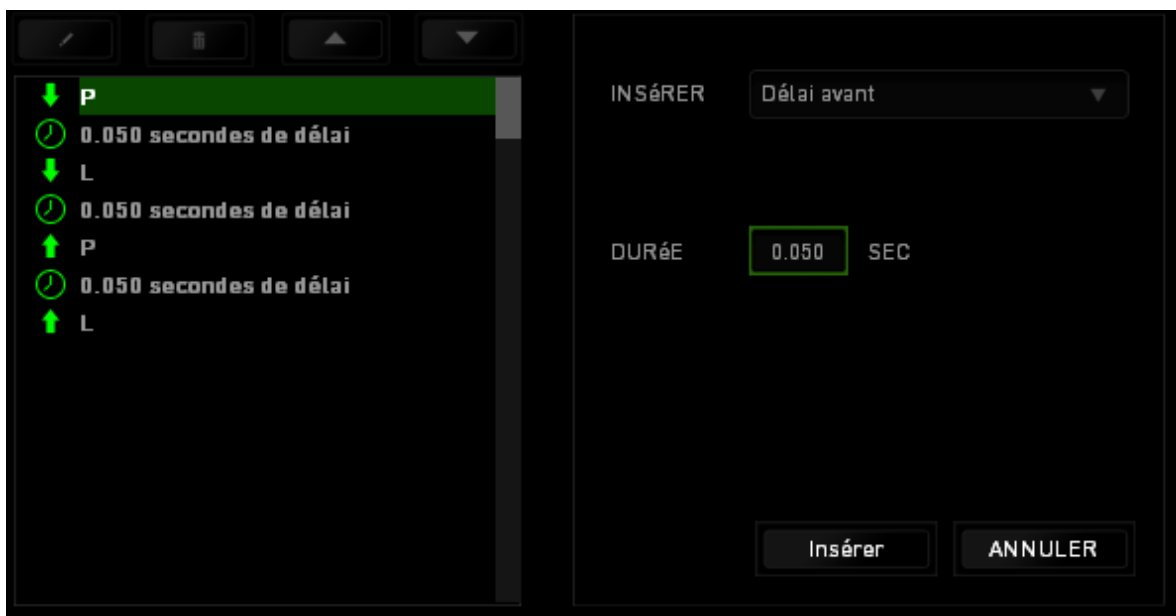 P
0.050 secondes de délai
L
0.050 secondes de délai
P
0.050 secondes de délai
L
INSéRER Délai avant
DURéE 0.050 SEC
Insérer ANNULER